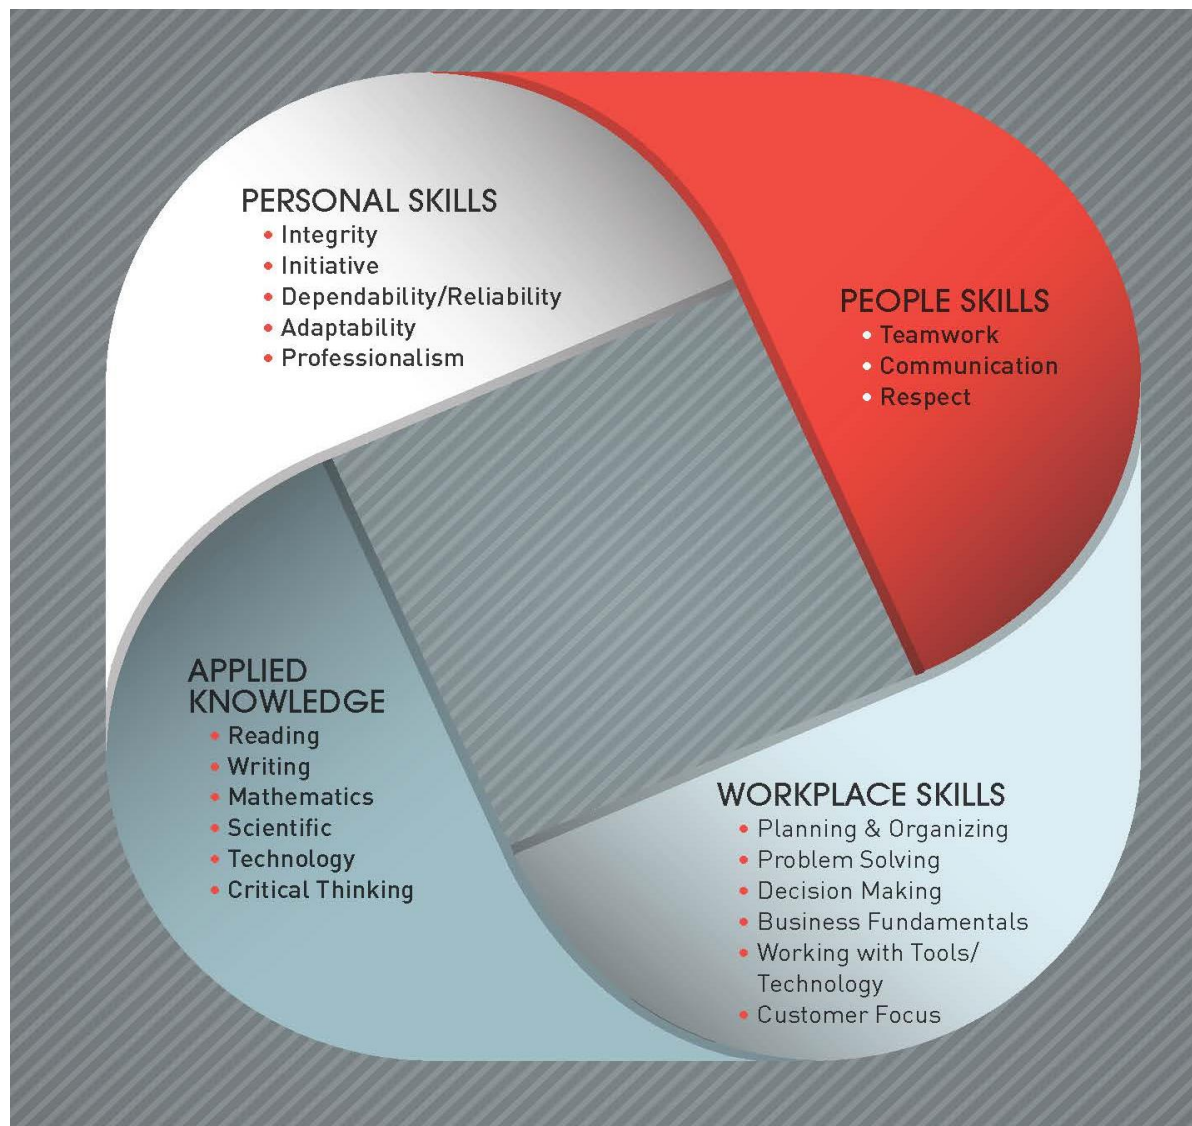 PERSONAL SKILLS
• Integrity
• Initiative
• Dependability/Reliability
• Adaptability
• Professionalism
PEOPLE SKILLS
• Teamwork
• Communication
• Respect
APPLIED
KNOWLEDGE
• Reading
• Writing
• Mathematics
• Scientific
• Technology
• Critical Thinking
WORKPLACE SKILLS
• Planning & Organizing
• Problem Solving
• Decision Making
• Business Fundamentals
• Working with Tools/
Technology
• Customer Focus